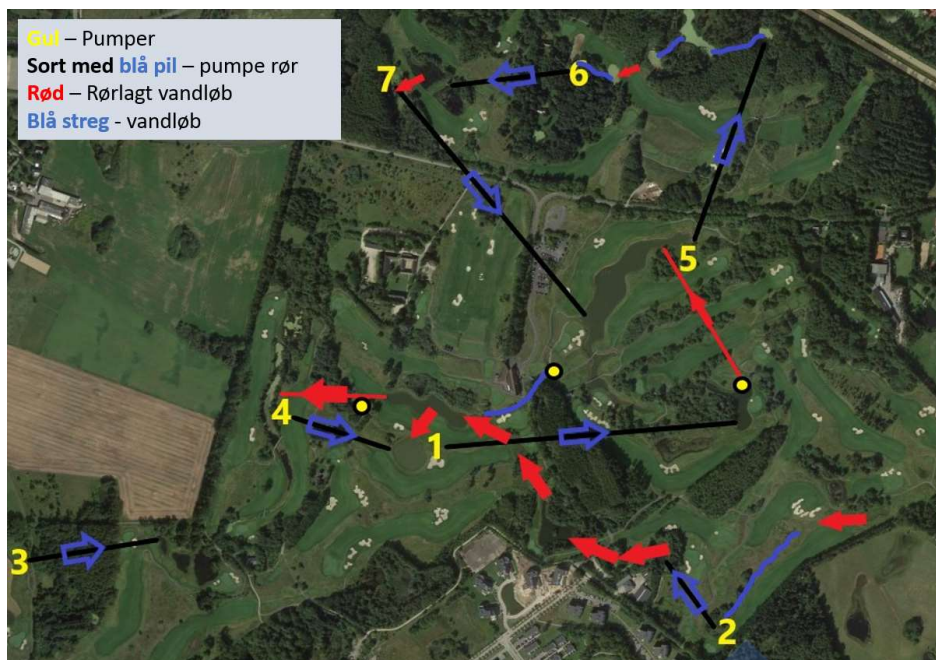 Gul – Pumper
Sort med blå pil – pumpe rør
Rød – Rørlagt vandløb
Blå streg - vandløb
7
6
5
4
1
3
2